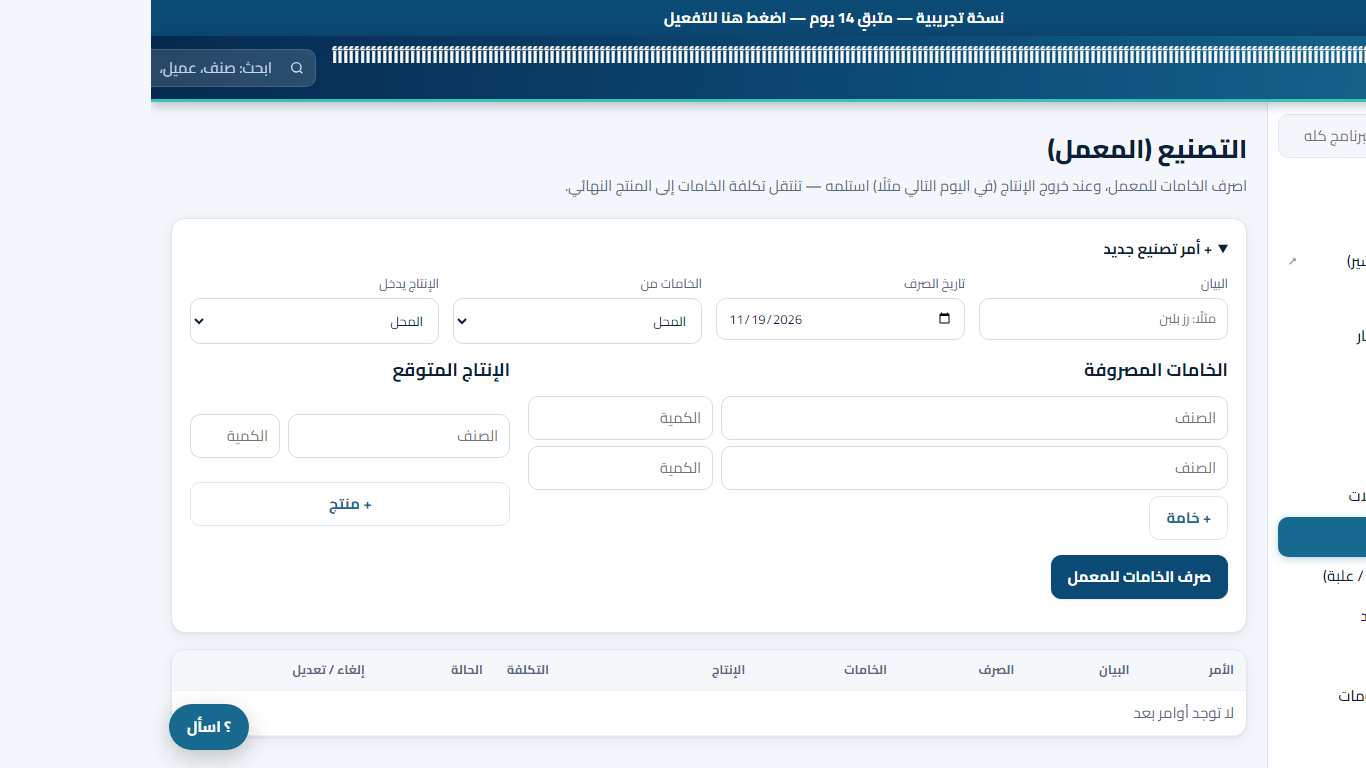 نسخة تجريبية — متبقٍ 14 يوم — اضغط هنا للتفعيل
ابحث: صنف، عميل،
برنامج كله
التصنيع (المعمل)
اصرف الخامات للمعمل، وعند خروج الإنتاج (في اليوم التالي مثلًا) استلمه — تنتقل تكلفة الخامات إلى المنتج النهائي.
▼ + أمر تصنيع جديد
البيان
تاريخ الصرف
الخامات من
الإنتاج يدخل
مثلًا: رز بلبن
11/19/2026
المحل
المحل
الخامات المصروفة
الإنتاج المتوقع
الصنف
الكمية
الصنف
الكمية
الصنف
الكمية
+ خامة
+ منتج
صرف الخامات للمعمل
/ علبة)
الأمر
البيان
الصرف
الخامات
الإنتاج
التكلفة
الحالة
إلغاء / تعديل
لا توجد أوامر بعد
؟ اسأل